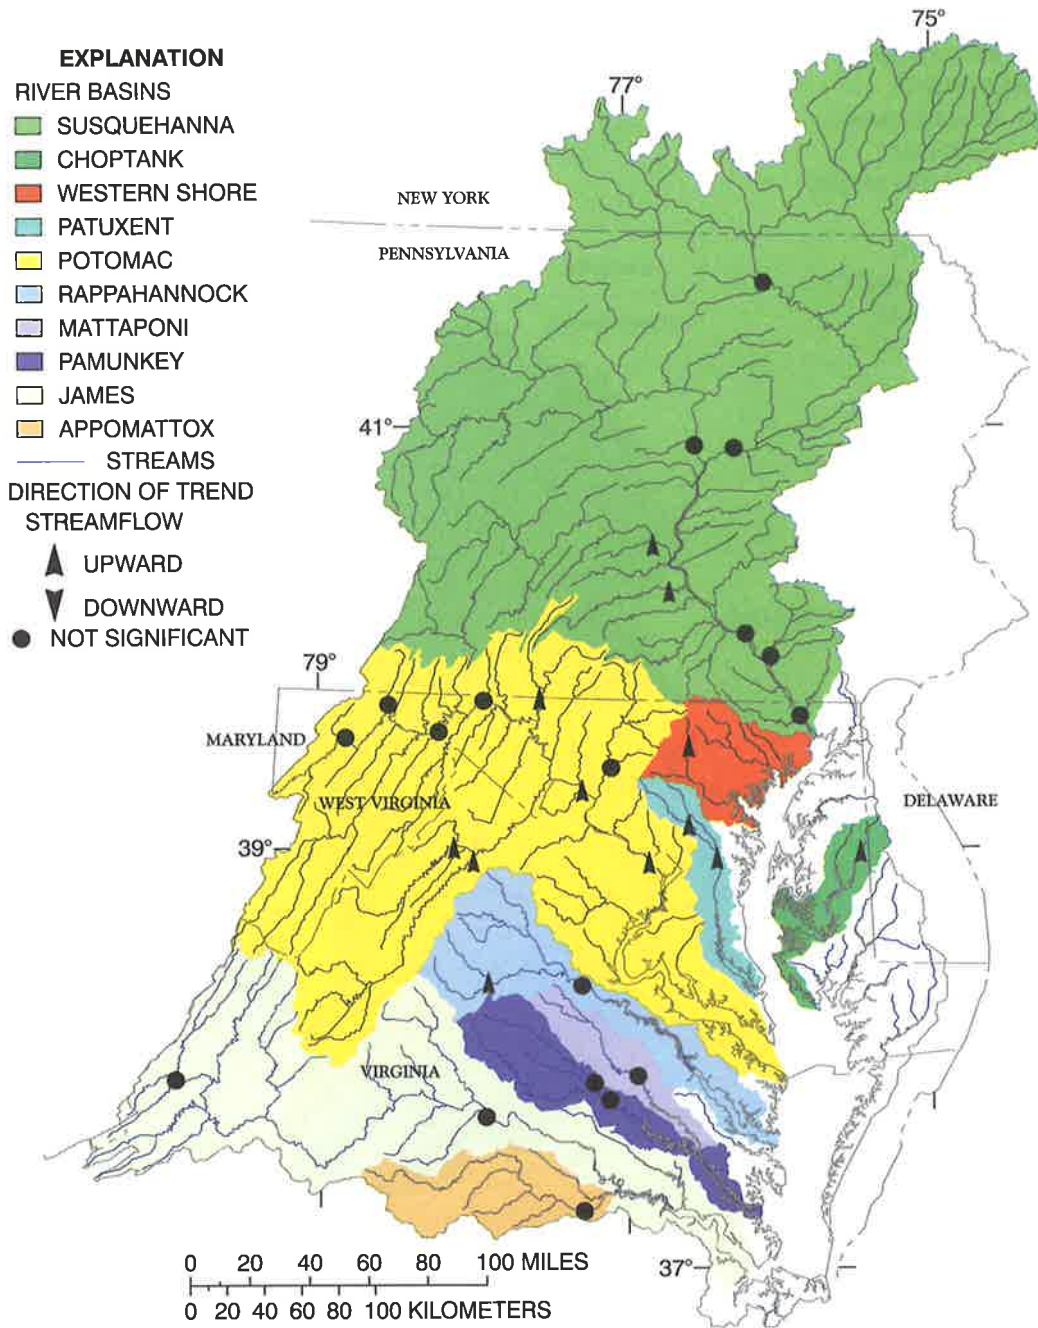 EXPLANATION
RIVER BASINS
SUSQUEHANNA
CHOPTANK
WESTERN SHORE
PATUXENT
POTOMAC
RAPPAHANNOCK
MATTAPONI
PAMUNKEY
JAMES
APPOMATTOX
STREAMS
DIRECTION OF TREND
STREAMFLOW
UPWARD
DOWNWARD
NOT SIGNIFICANT
75°
77°
NEW YORK
PENNSYLVANIA
41°
79°
MARYLAND
WEST VIRGINIA
DELAWARE
39°
VIRGINIA
37°
0 20 40 60 80 100 MILES
0 20 40 60 80 100 KILOMETERS